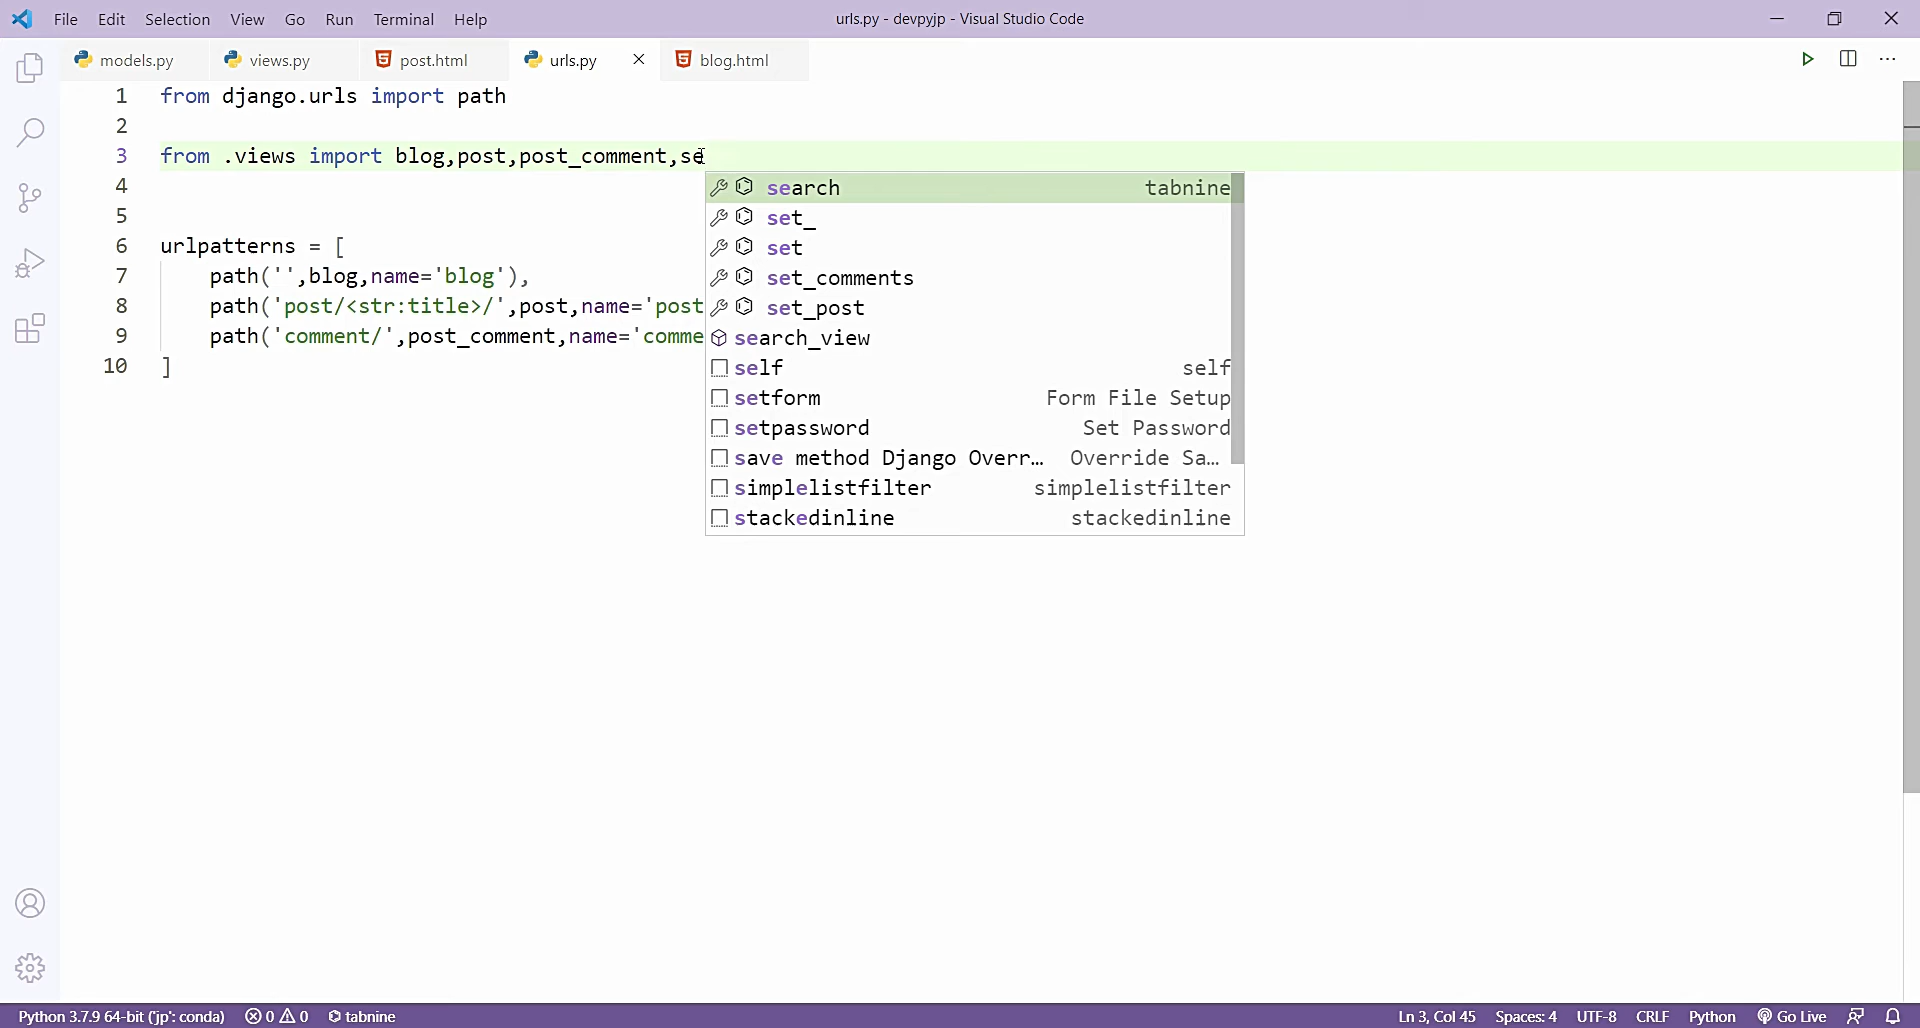 File Edit Selection View Go Run Terminal Help
urls.py - devpyjp - Visual Studio Code
models.py views.py post.html urls.py blog.html
1 from django.urls import path
2
3 from .views import blog,post,post_comment,se
4
5
6 urlpatterns = [
7 path('',blog,name='blog'),
8 path('post/<str:title>/',post,name='post
9 path('comment/',post_comment,name='comme
10 ]
search tabnine
set_
set
set_comments
set_post
search_view
self self
setform Form File Setup
setpassword Set Password
save method Django Overr… Override Sa…
simplelistfilter simplelistfilter
stackedinline stackedinline
Python 3.7.9 64-bit ('jp': conda) 0 0 tabnine Ln 3, Col 45 Spaces: 4 UTF-8 CRLF Python Go Live